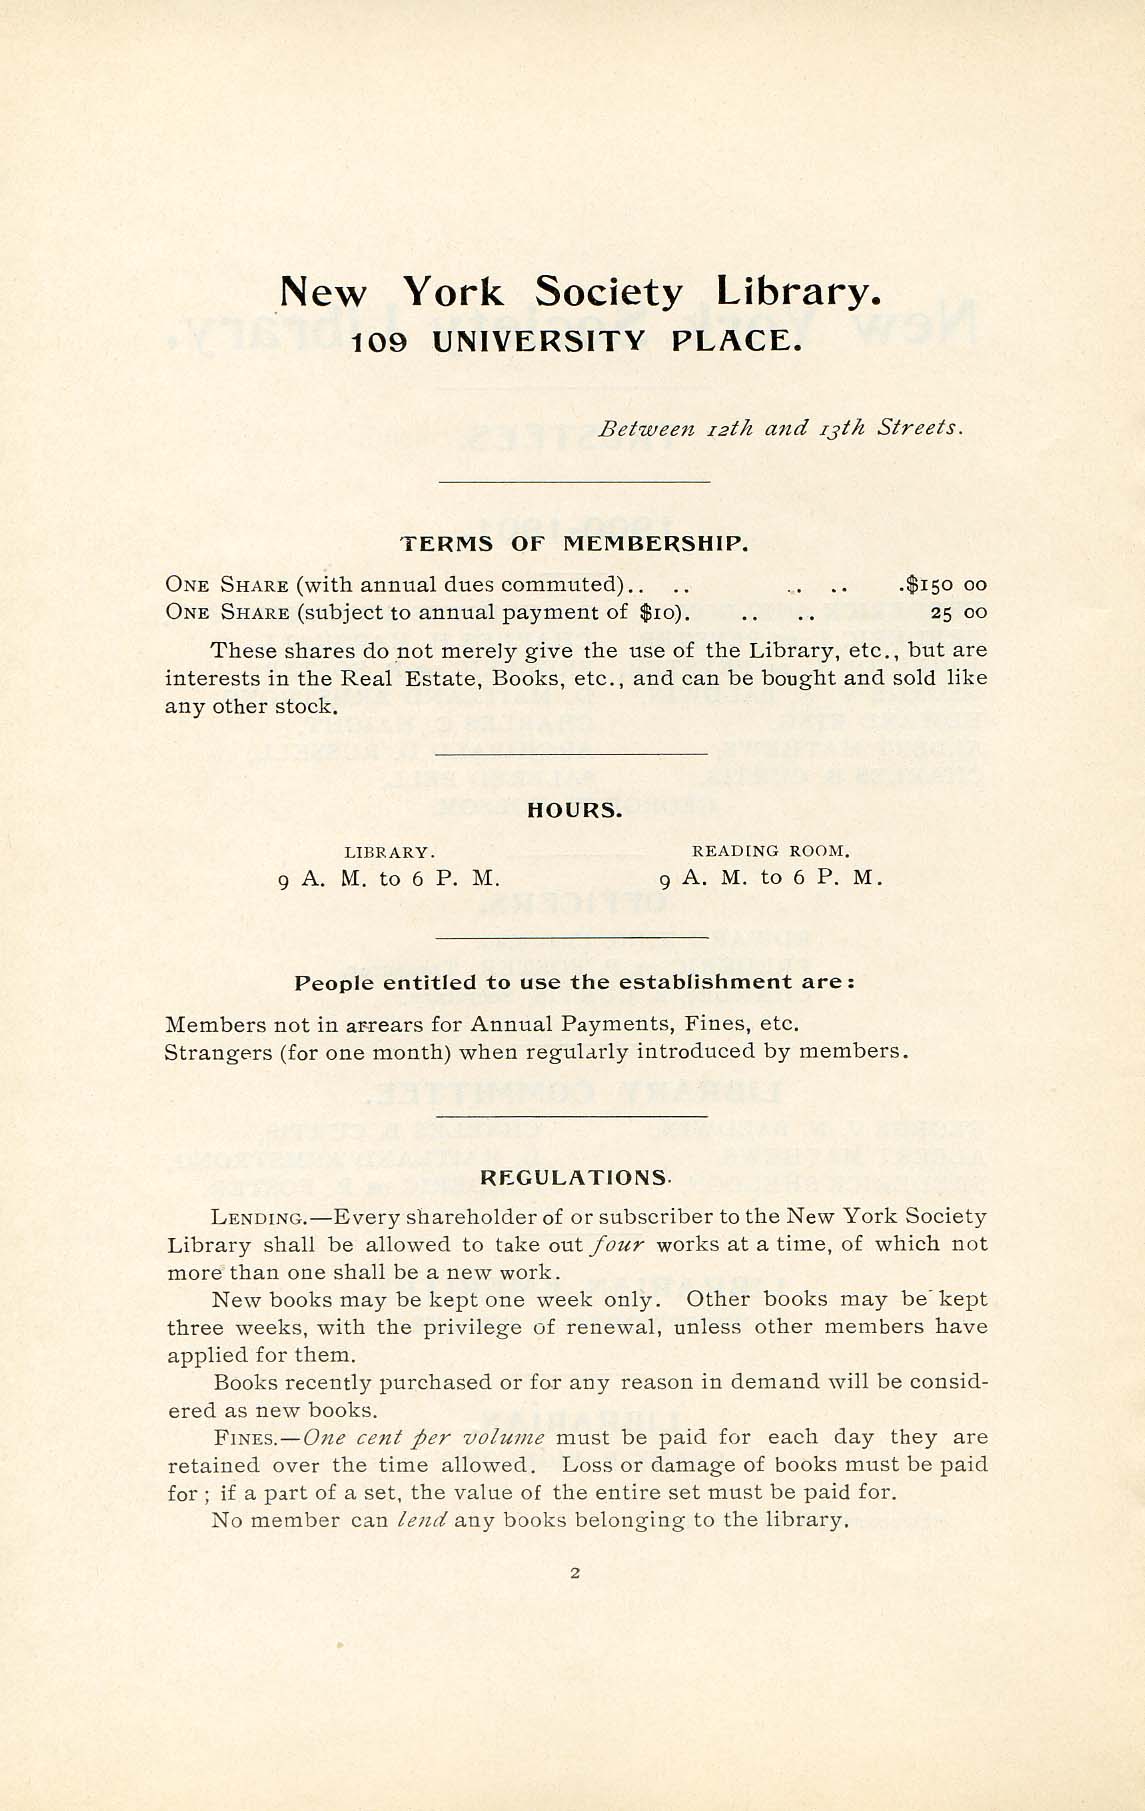 New York Society Library.
109 UNIVERSITY PLACE.
Between 12th and 13th Streets.
TERMS OF MEMBERSHIP.
ONE SHARE (with annual dues commuted).. .. .. .. .$150 00
ONE SHARE (subject to annual payment of $10). .. .. 25 00
These shares do not merely give the use of the Library, etc., but are
interests in the Real Estate, Books, etc., and can be bought and sold like
any other stock.
HOURS.
LIBRARY. READING ROOM.
9 A. M. to 6 P. M. 9 A. M. to 6 P. M.
People entitled to use the establishment are:
Members not in arrears for Annual Payments, Fines, etc.
Strangers (for one month) when regularly introduced by members.
REGULATIONS.
LENDING.—Every shareholder of or subscriber to the New York Society
Library shall be allowed to take out four works at a time, of which not
more than one shall be a new work.
New books may be kept one week only. Other books may be kept
three weeks, with the privilege of renewal, unless other members have
applied for them.
Books recently purchased or for any reason in demand will be consid-
ered as new books.
FINES.—One cent per volume must be paid for each day they are
retained over the time allowed. Loss or damage of books must be paid
for; if a part of a set, the value of the entire set must be paid for.
No member can lend any books belonging to the library.
2